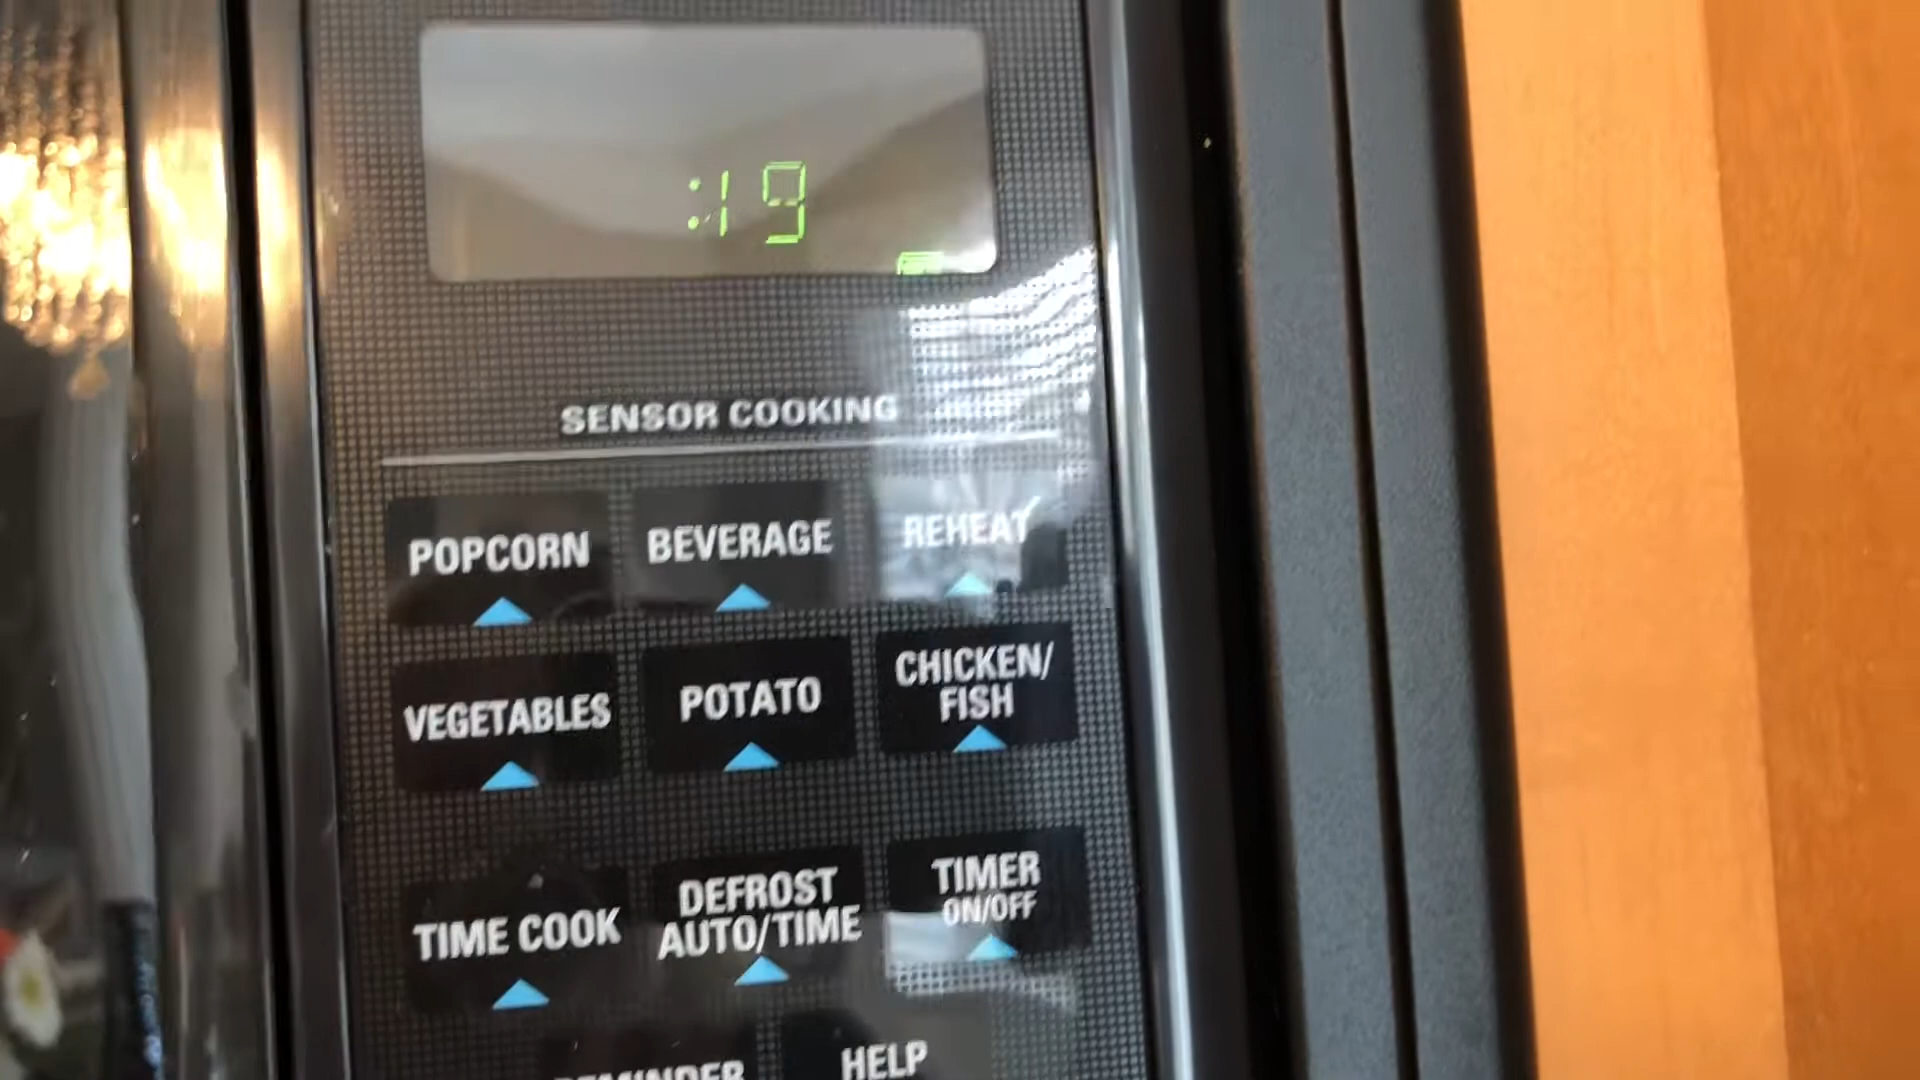 :19
SENSOR COOKING
POPCORN
BEVERAGE
REHEAT
VEGETABLES
POTATO
CHICKEN/
FISH
TIME COOK
DEFROST
AUTO/TIME
TIMER
ON/OFF
REMINDER
HELP